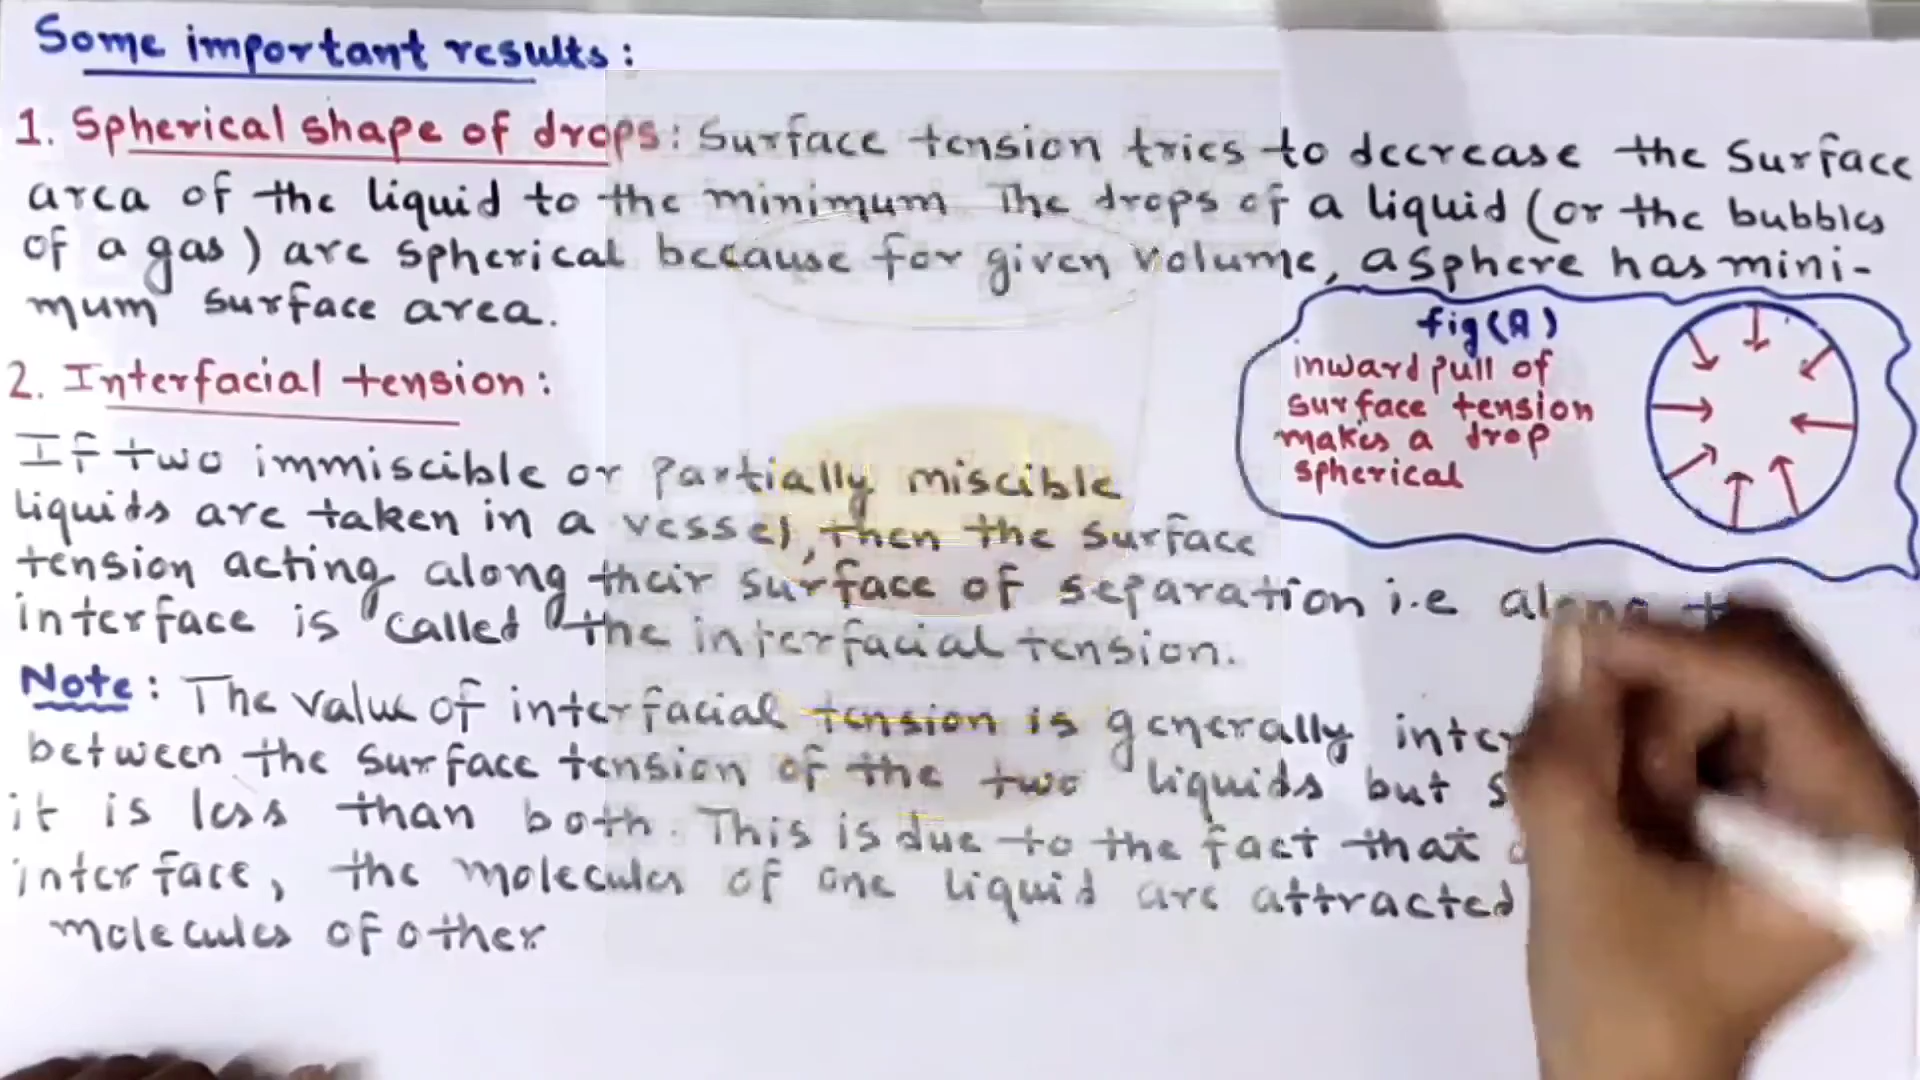 Some important results:
1. Spherical shape of drops: Surface tension tries to decrease the surface
area of the liquid to the minimum The drops of a liquid (or the bubbles
of a gas) are spherical because for given volume, a sphere has mini-
mum surface area.
fig(A)
inward pull of
surface tension
makes a drop
spherical
2. Interfacial tension:
If two immiscible or partially miscible
liquids are taken in a vessel, then the surface
tension acting along their surface of separation i.e along
interface is called the interfacial tension.
Note: The value of interfacial tension is generally
between the surface tension of the two liquids but
it is less than both. This is due to the fact that
interface, the molecules of one liquid are attracted
molecules of other